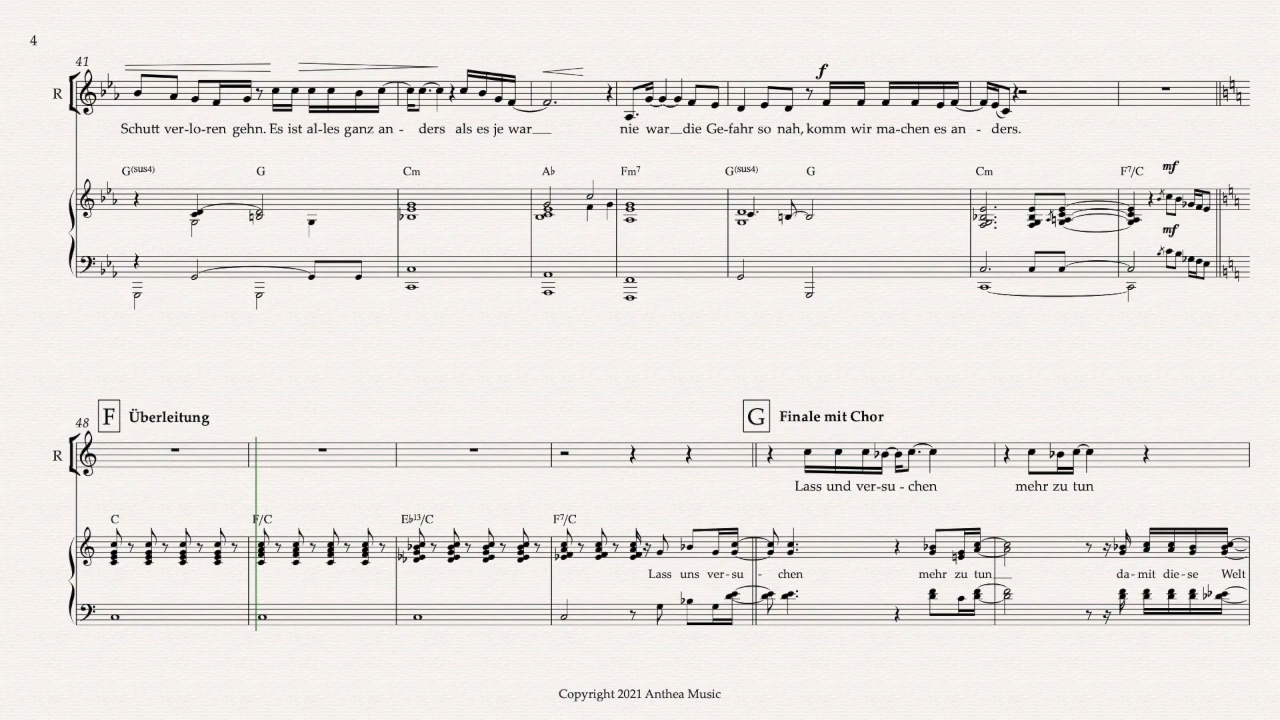 4
41
f
R
Schutt ver-lo-ren gehn. Es ist al-les ganz an - ders als es je war__ nie war__die Ge-fahr so nah, komm wir ma-chen es an - ders.
G(sus4) G Cm A♭ Fm7 G(sus4) G Cm F7/C
mf
mf
48 F Überleitung G Finale mit Chor
R
Lass und ver-su - chen mehr zu tun
C F/C E♭13/C F7/C
Lass uns ver-su - chen mehr zu tun__ da-mit die-se Welt
Copyright 2021 Anthea Music